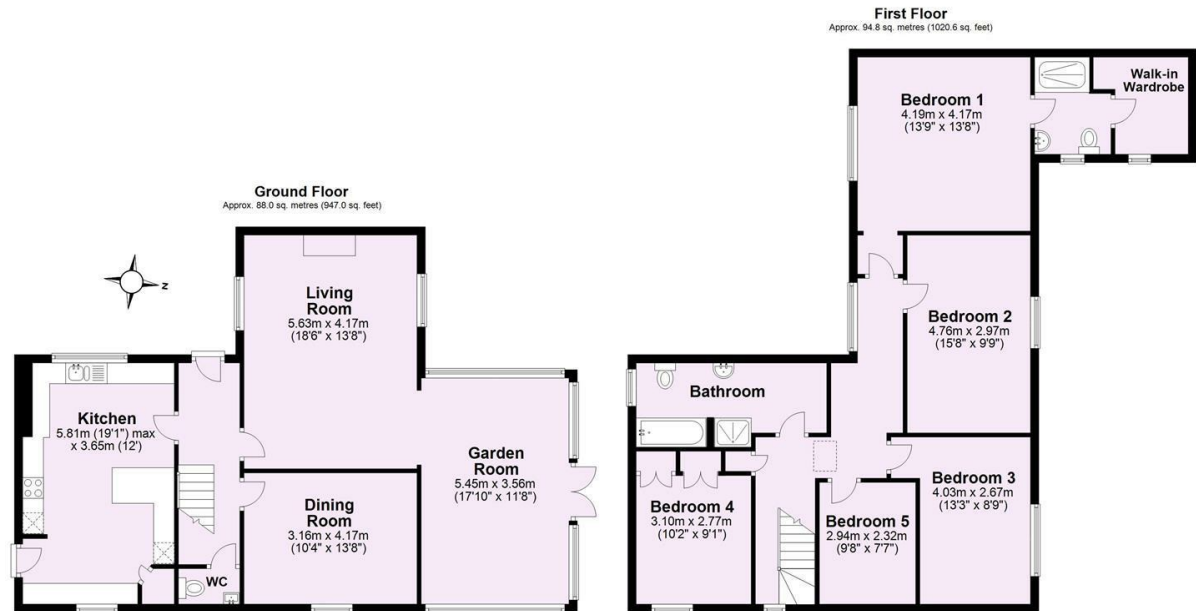 First Floor
Approx. 94.8 sq. metres (1020.6 sq. feet)
Bedroom 1
4.19m x 4.17m
(13'9" x 13'8")
Walk-in
Wardrobe
Ground Floor
Approx. 88.0 sq. metres (947.0 sq. feet)
z
Living
Room
5.63m x 4.17m
(18'6" x 13'8")
Bedroom 2
4.76m x 2.97m
(15'8" x 9'9")
Bathroom
Kitchen
5.81m (19'1") max
x 3.65m (12')
Garden
Room
5.45m x 3.56m
(17'10" x 11'8")
Dining
Room
3.16m x 4.17m
(10'4" x 13'8")
WC
Bedroom 3
4.03m x 2.67m
(13'3" x 8'9")
Bedroom 4
3.10m x 2.77m
(10'2" x 9'1")
Bedroom 5
2.94m x 2.32m
(9'8" x 7'7")